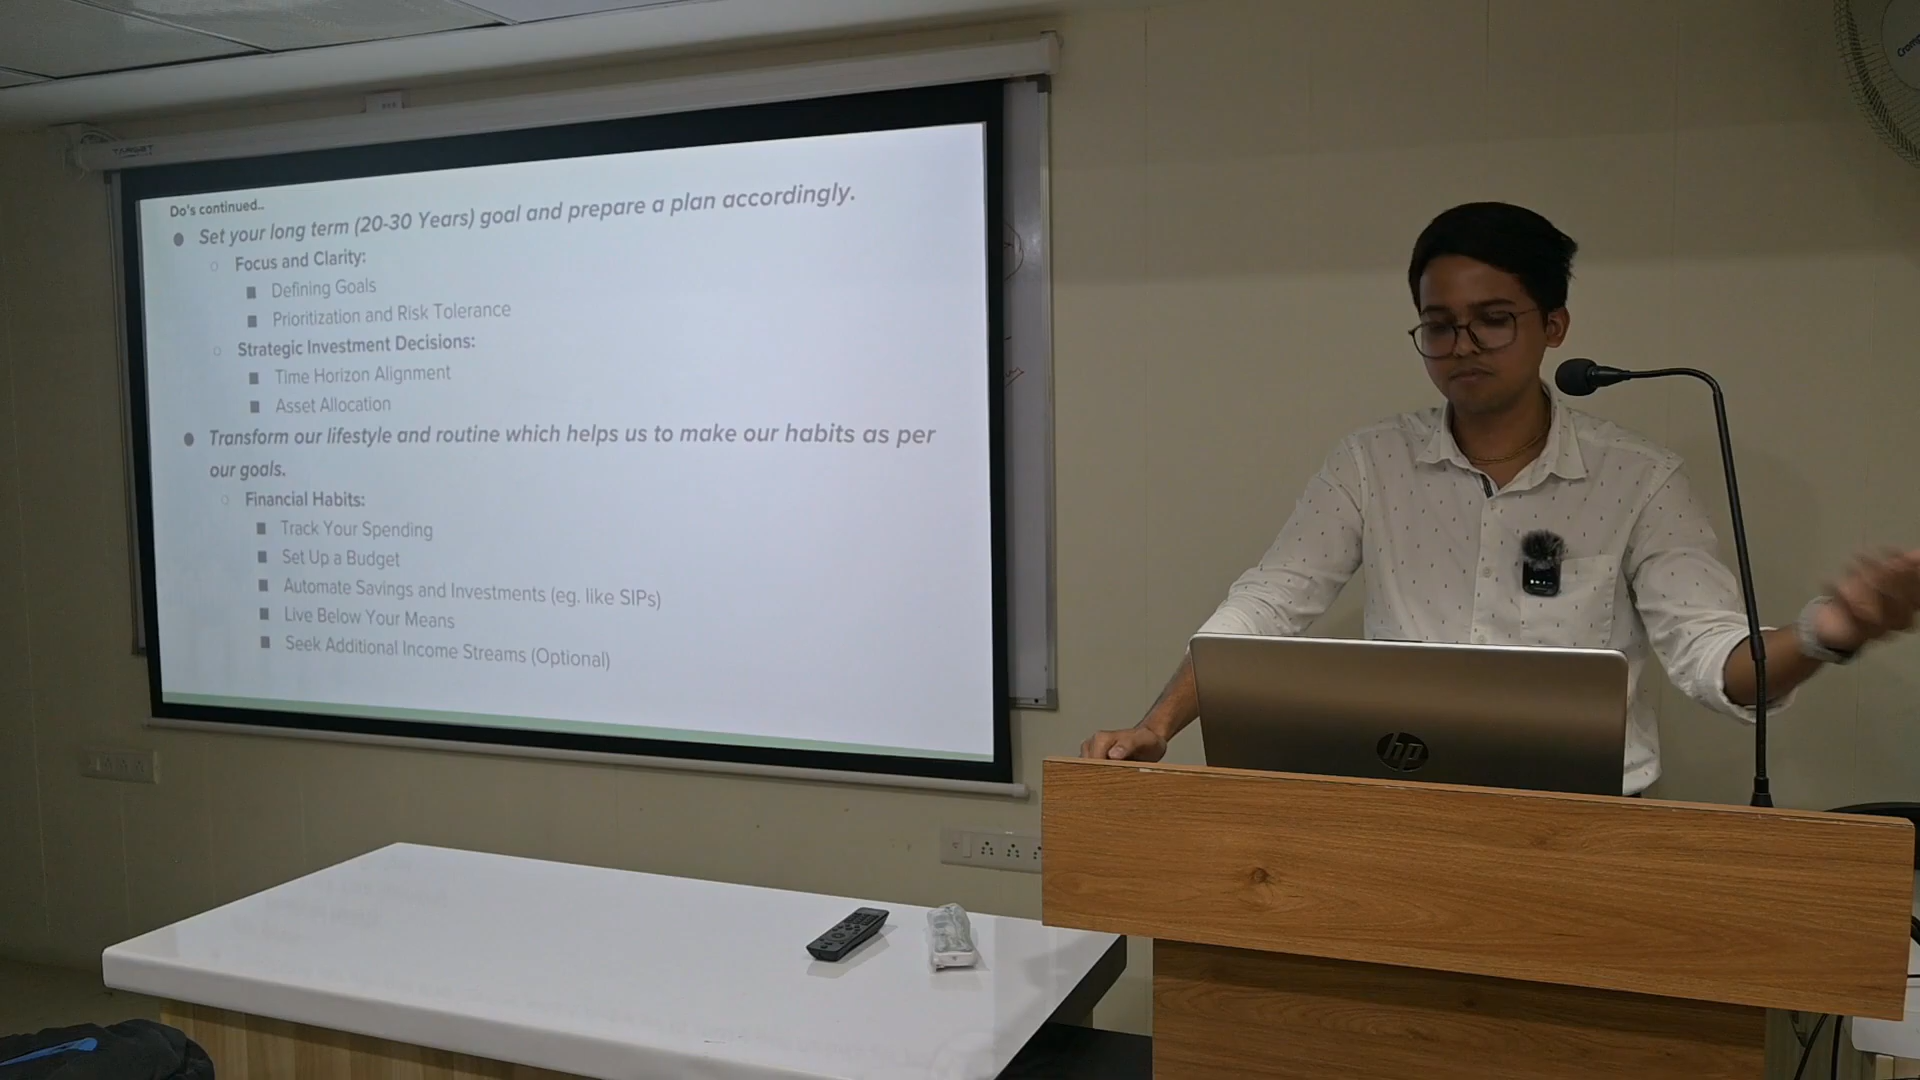 TARGET
Do's continued..
● Set your long term (20-30 Years) goal and prepare a plan accordingly.
○ Focus and Clarity:
■ Defining Goals
■ Prioritization and Risk Tolerance
○ Strategic Investment Decisions:
■ Time Horizon Alignment
■ Asset Allocation
● Transform our lifestyle and routine which helps us to make our habits as per
our goals.
○ Financial Habits:
■ Track Your Spending
■ Set Up a Budget
■ Automate Savings and Investments (eg. like SIPs)
■ Live Below Your Means
■ Seek Additional Income Streams (Optional)
hp